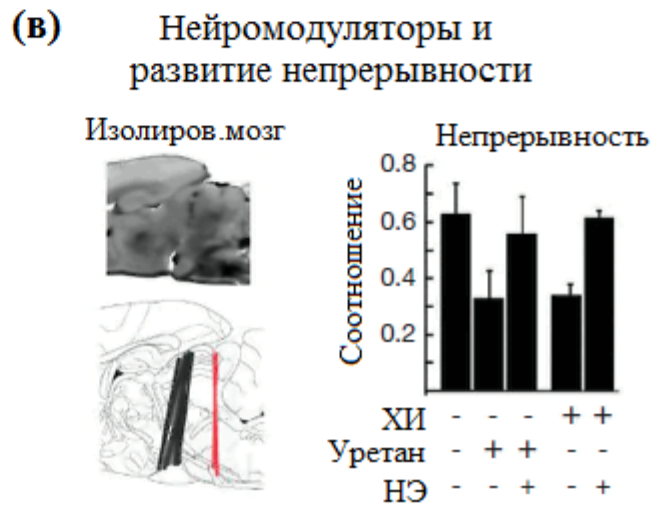 (в) Нейромодуляторы и
развитие непрерывности
Изолиров.мозг
Непрерывность
Соотношение
0.8
0.6
0.4
0.2
ХИ - - - + +
Уретан - + + - -
НЭ - - + - +